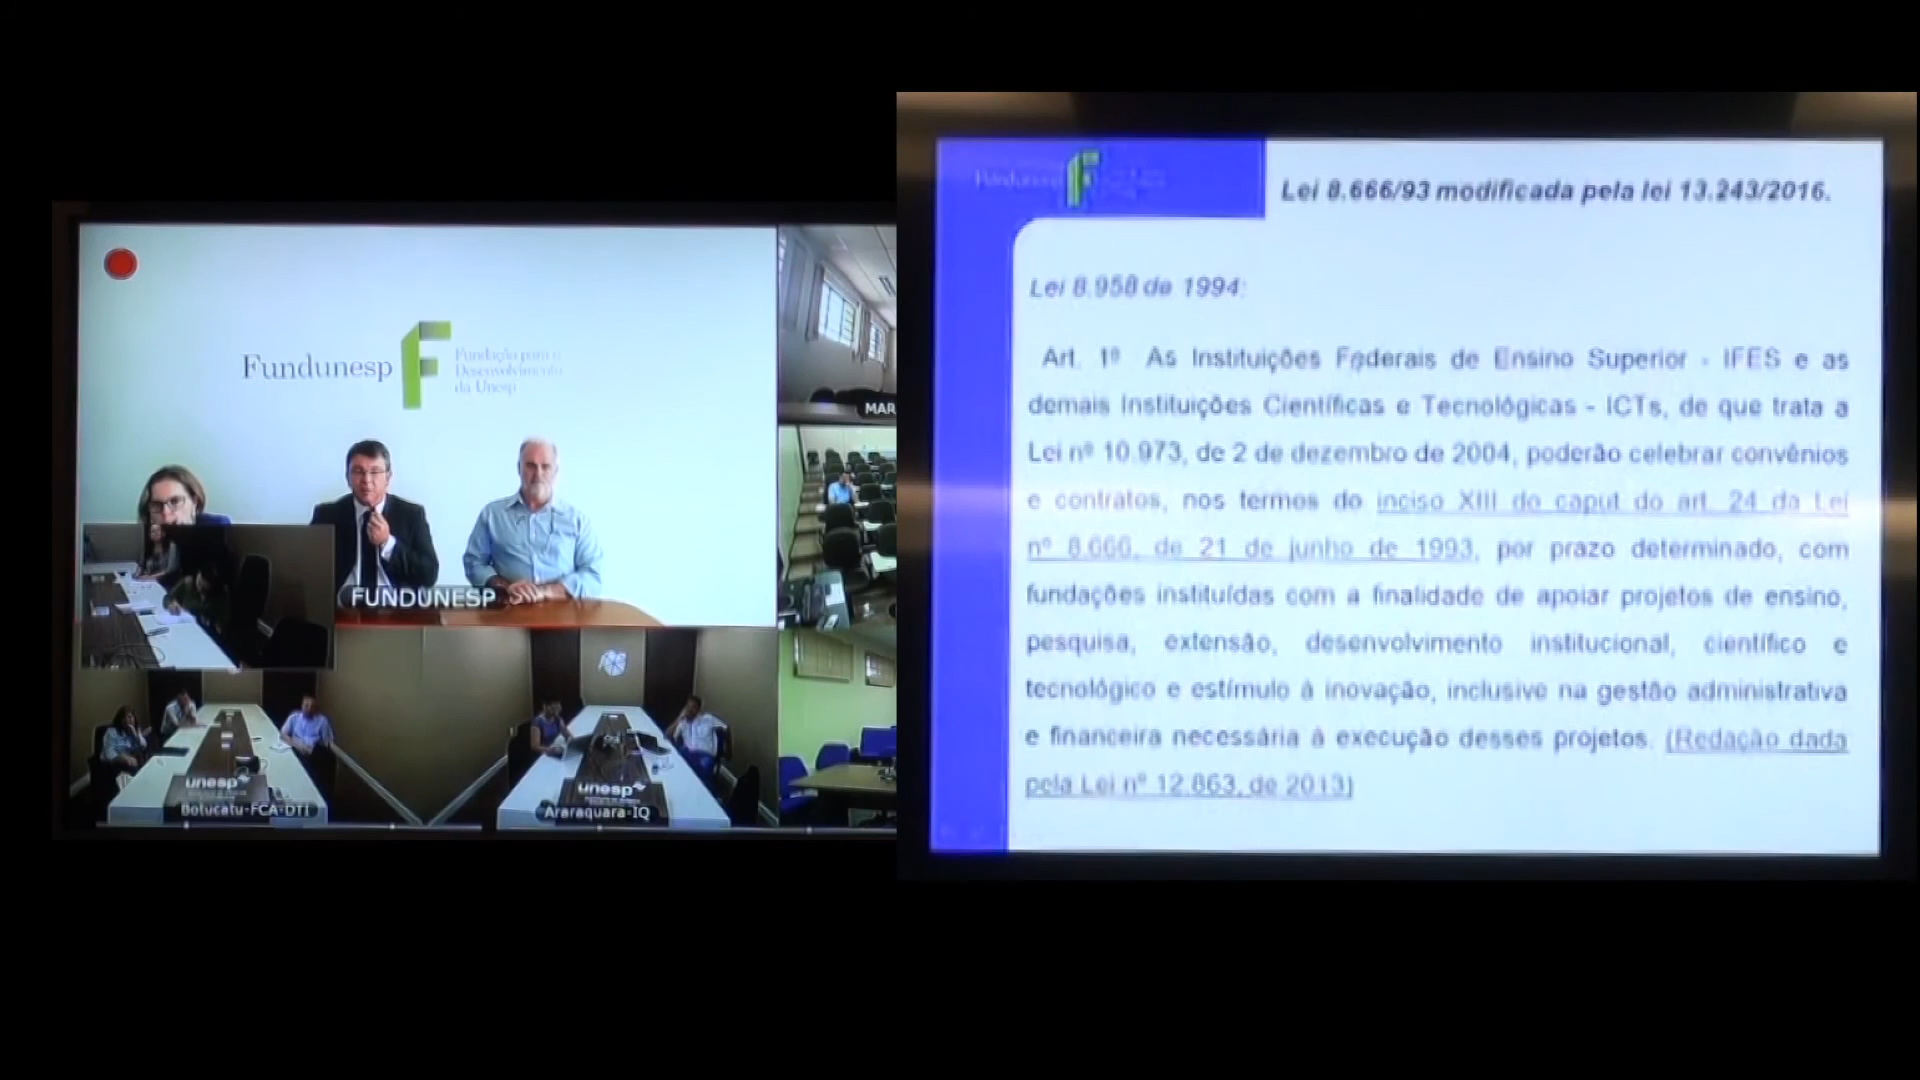 Fundunesp
Fundação para o
Desenvolvimento
da Unesp
FUNDUNESP
MAR
unesp
Botucatu-FCA-DTI
unesp
Araraquara-IQ
Fundunesp
Lei 8.666/93 modificada pela lei 13.243/2016.
Lei 8.958 de 1994:
Art. 1º As Instituições Federais de Ensino Superior - IFES e as
demais Instituições Científicas e Tecnológicas - ICTs, de que trata a
Lei nº 10.973, de 2 de dezembro de 2004, poderão celebrar convênios
e contratos, nos termos do inciso XIII do caput do art. 24 da Lei
nº 8.666, de 21 de junho de 1993, por prazo determinado, com
fundações instituídas com a finalidade de apoiar projetos de ensino,
pesquisa, extensão, desenvolvimento institucional, científico e
tecnológico e estímulo à inovação, inclusive na gestão administrativa
e financeira necessária à execução desses projetos. (Redação dada
pela Lei nº 12.863, de 2013)